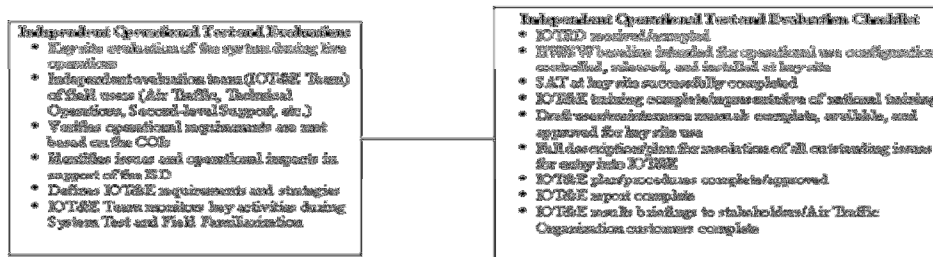 Independent Operational Test and Evaluation
Key site evaluation of the system during live
operations
Independent evaluation team (IOT&E Team)
of field users (Air Traffic, Technical
Operations, Second-level Support, etc.)
Verifies operational requirements are met
based on the COIs
Identifies issues and operational impacts in
support of the ISD
Defines IOT&E requirements and strategies
IOT&E Team monitors key activities during
System Test and Field Familiarization
Independent Operational Test and Evaluation Checklist
IOTRD received/accepted
HW/SW baseline intended for operational use configuration
controlled, released, and installed at key site
SAT at key site successfully completed
IOT&E training complete/representative of national training
Draft user/maintenance manuals complete, available, and
approved for key site use
Full description/plan for resolution of all outstanding issues
for entry into IOT&E
IOT&E plan/procedures complete/approved
IOT&E report complete
IOT&E results briefings to stakeholders/Air Traffic
Organization customers complete